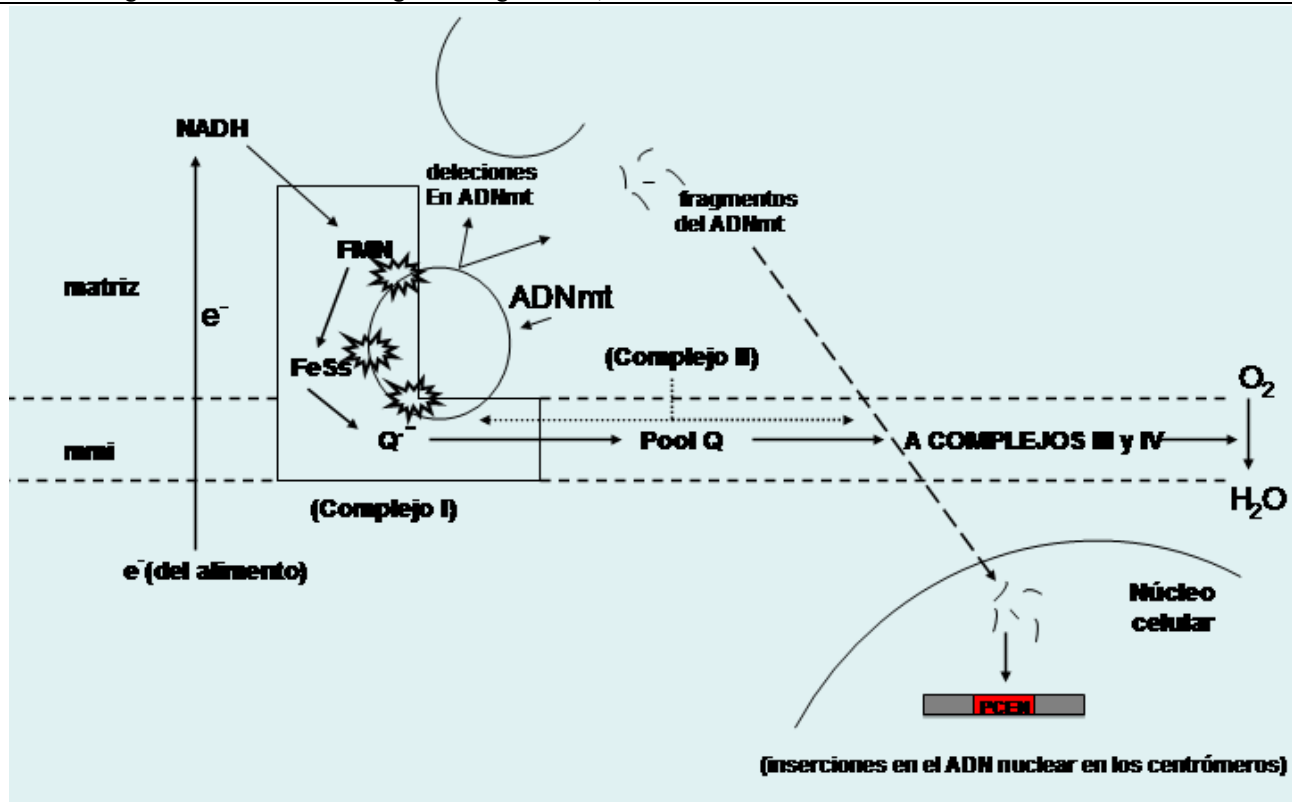 NADH
deleciones
En ADNmt
fragmentos
del ADNmt
FMN
matriz
e⁻
ADNmt
FeSs
(Complejo II)
O₂
Q·⁻
Pool Q
A COMPLEJOS III y IV
mmi
H₂O
(Complejo I)
e⁻(del alimento)
Núcleo
celular
PCEN
(inserciones en el ADN nuclear en los centrómeros)